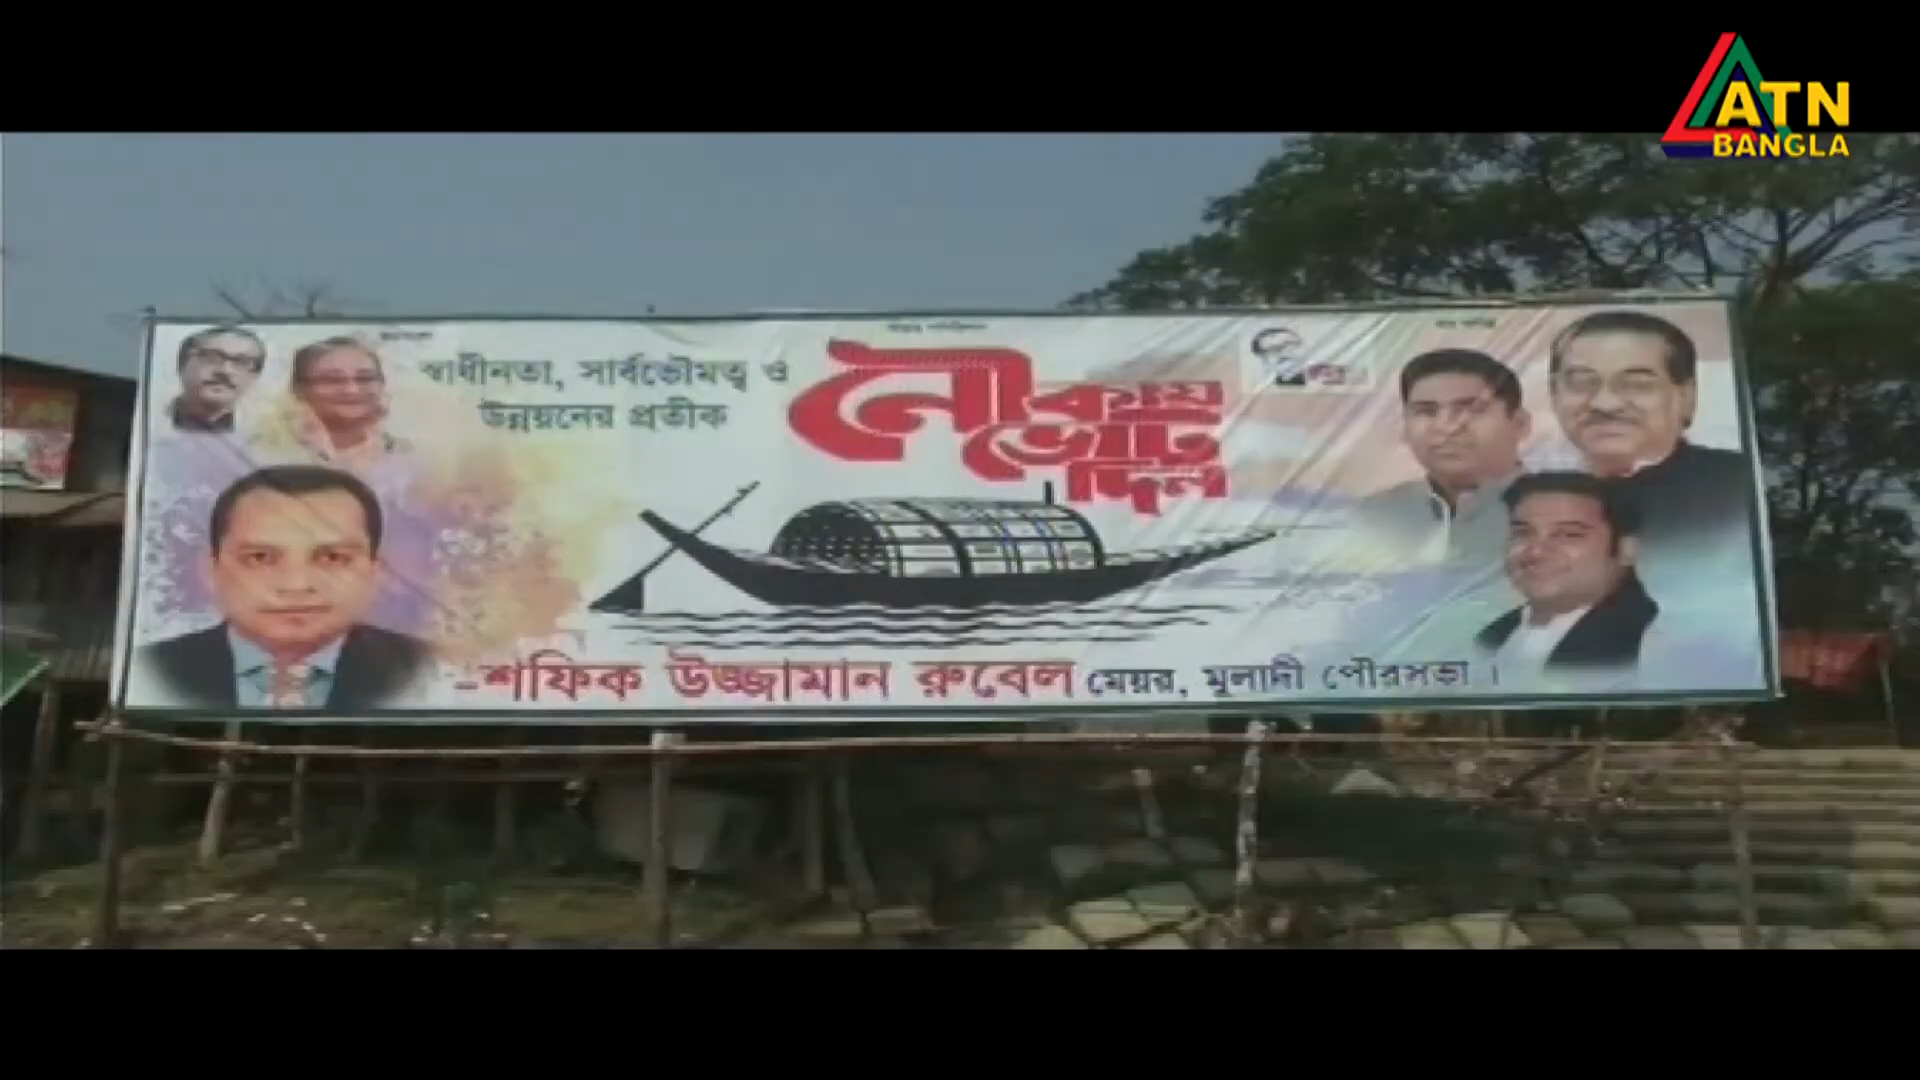 ATN
BANGLA
স্বাধীনতা, সার্বভৌমত্ব ও
উন্নয়নের প্রতীক
নৌকায়
ভোট
দিন
-শফিক উজ্জামান রুবেল মেয়র, মুলাদী পৌরসভা।